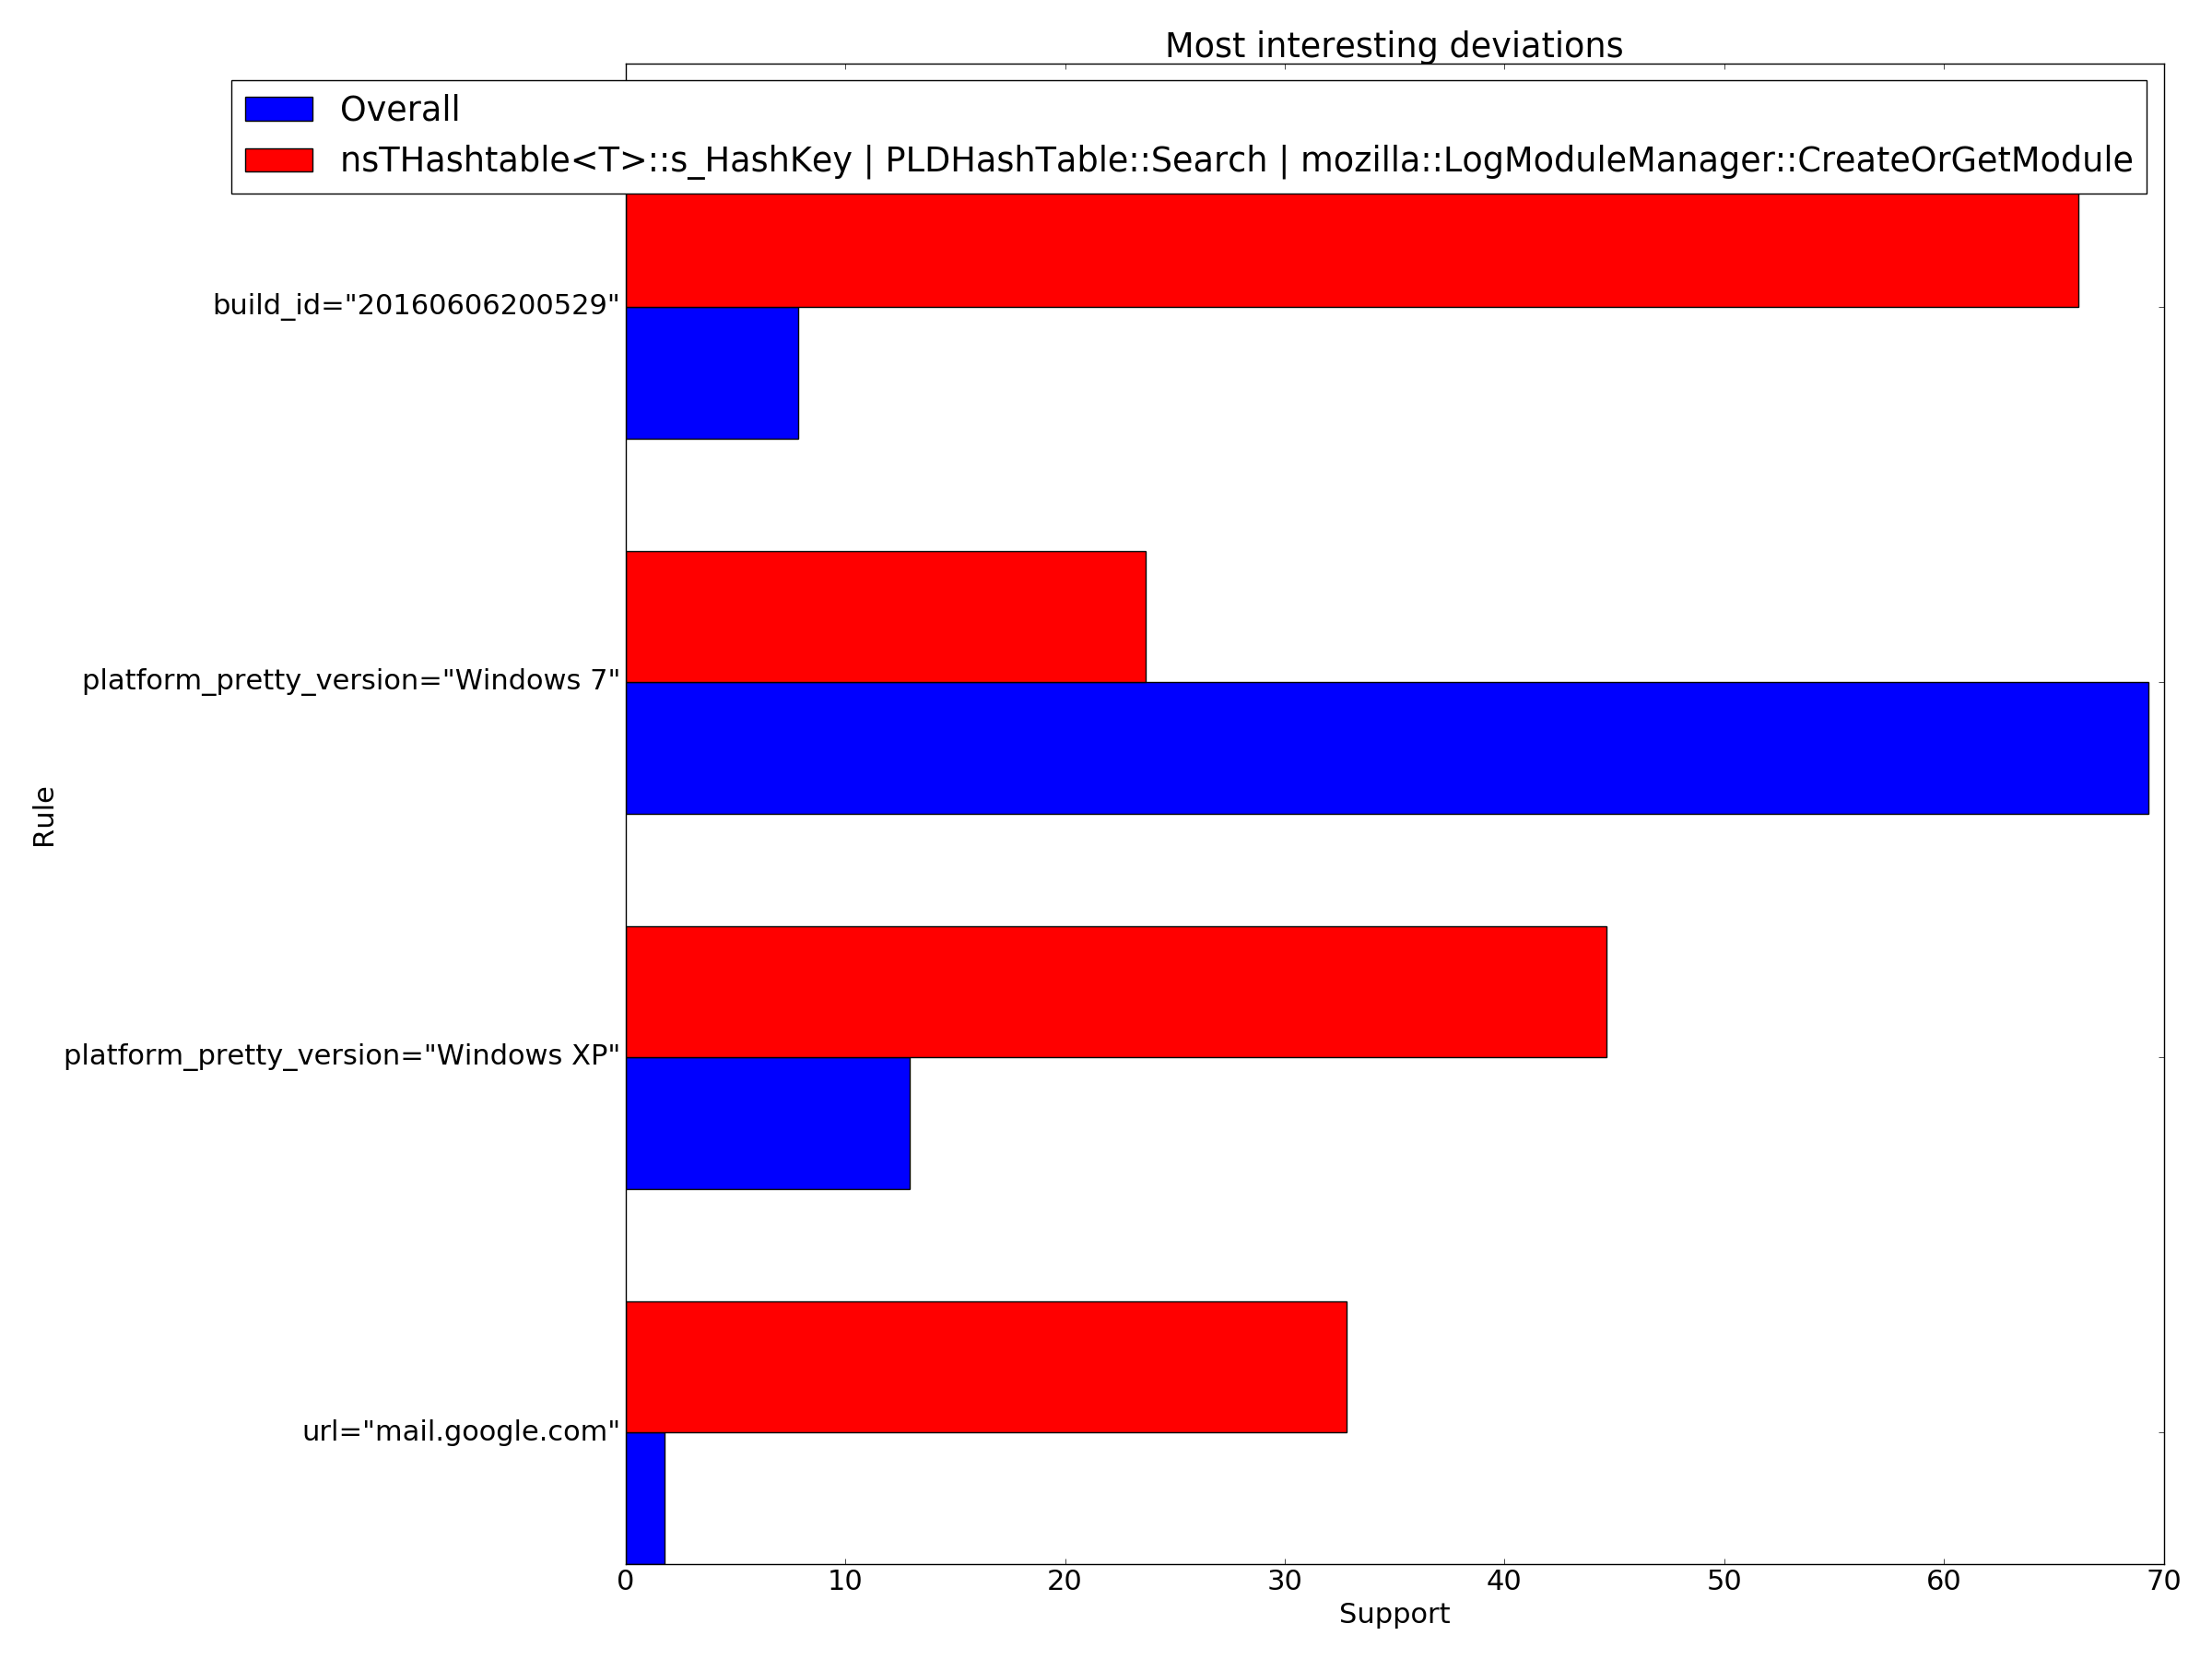 Most interesting deviations
Overall
nsTHashtable<T>::s_HashKey | PLDHashTable::Search | mozilla::LogModuleManager::CreateOrGetModule
build_id="20160606200529"
platform_pretty_version="Windows 7"
Rule
platform_pretty_version="Windows XP"
url="mail.google.com"
0 10 20 30 40 50 60 70
Support